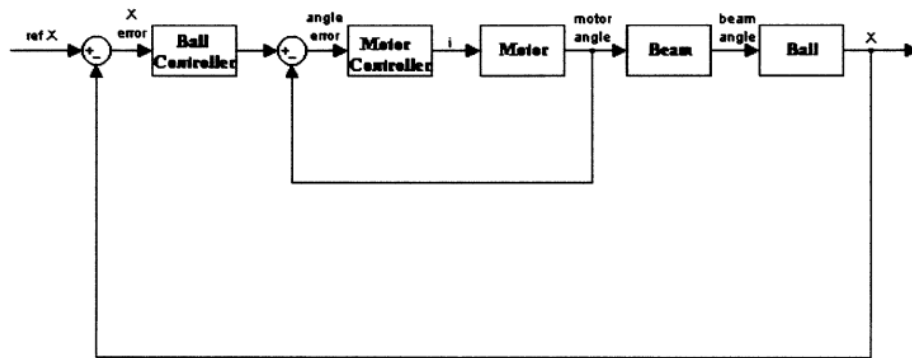 ref X
+
−
X
error
Ball
Controller
+
−
angle
error
Motor
Controller
i
Motor
motor
angle
Beam
beam
angle
Ball
X